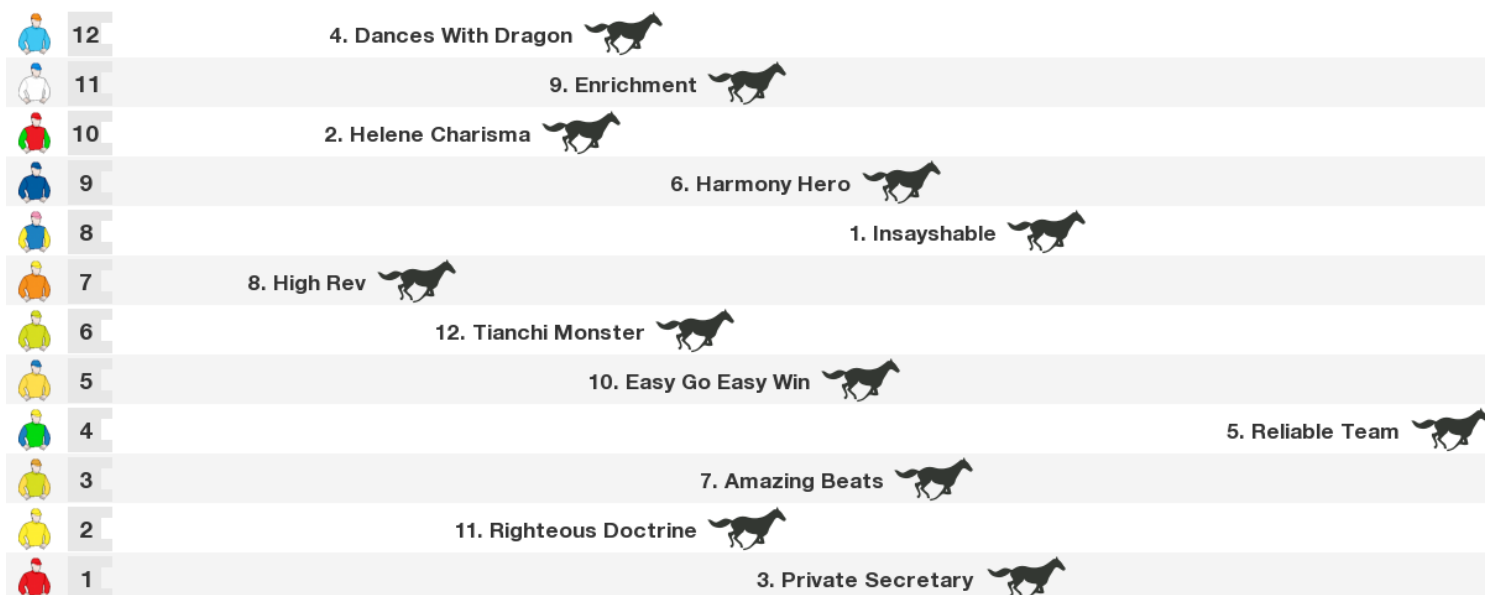 12 4. Dances With Dragon
11 9. Enrichment
10 2. Helene Charisma
9 6. Harmony Hero
8 1. Insayshable
7 8. High Rev
6 12. Tianchi Monster
5 10. Easy Go Easy Win
4 5. Reliable Team
3 7. Amazing Beats
2 11. Righteous Doctrine
1 3. Private Secretary